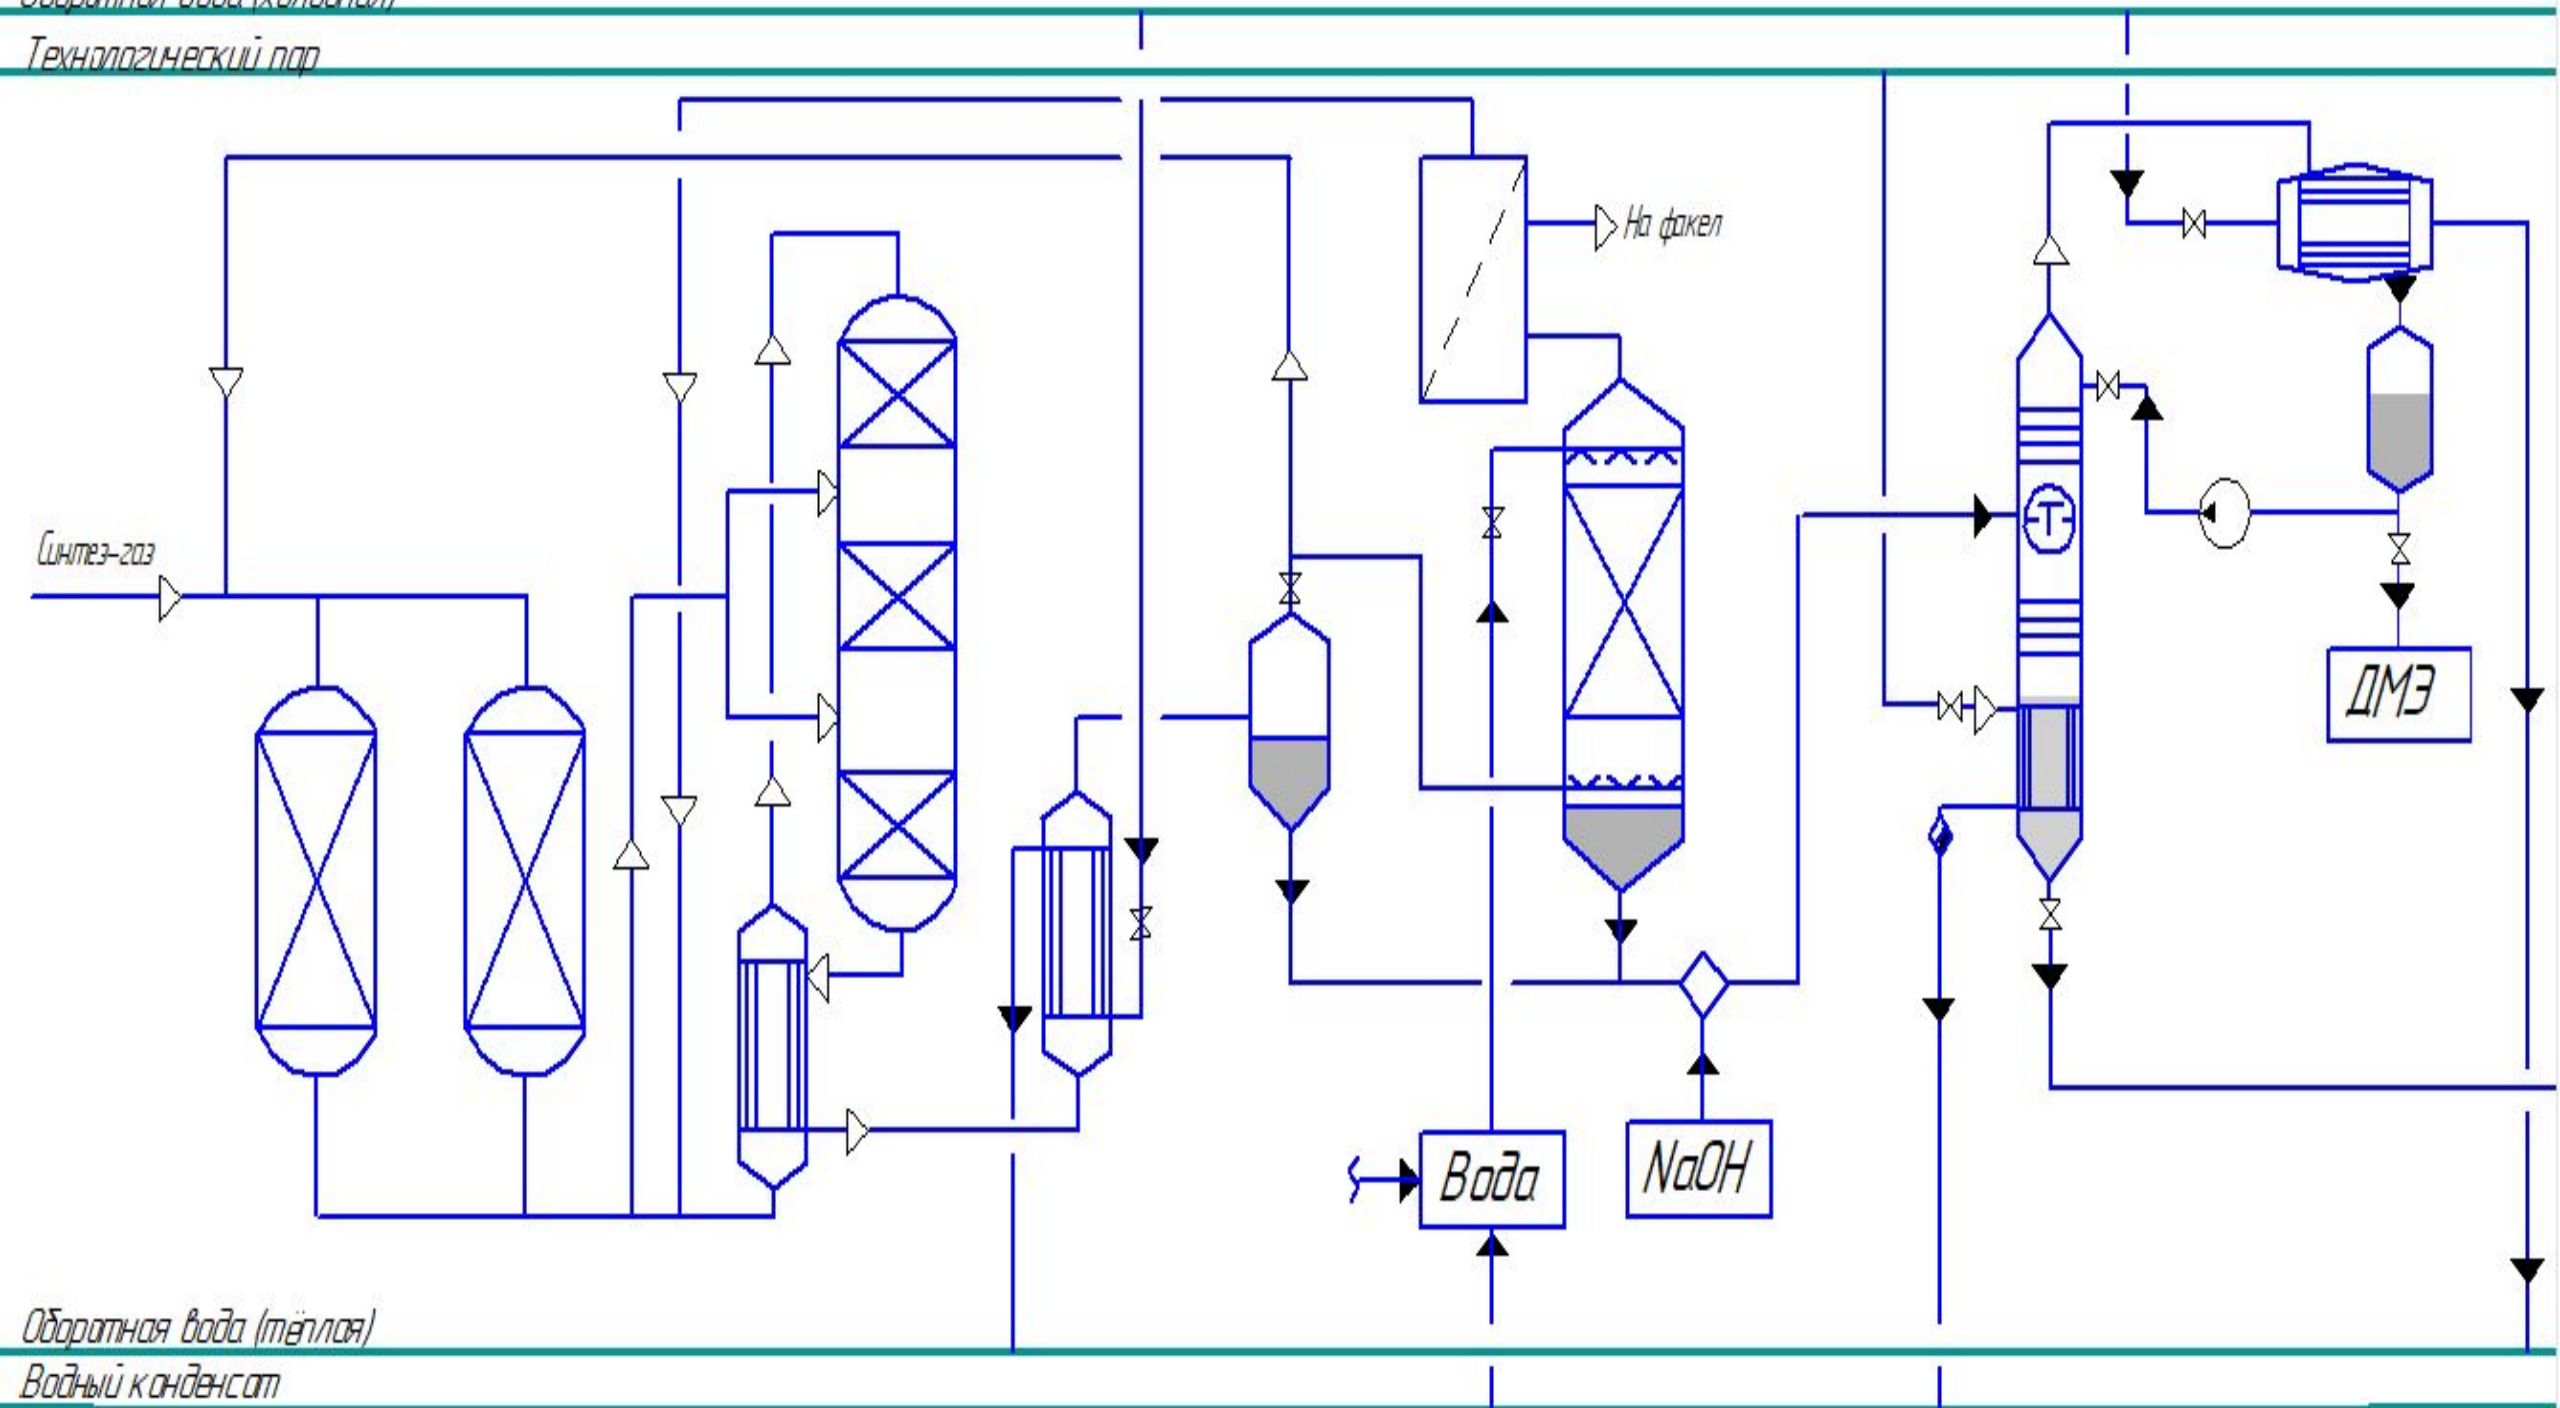 Технологический пар
На факел
Синтез-газ
ДМЭ
Вода
NaOH
Оборотная вода (тёплая)
Водный конденсат